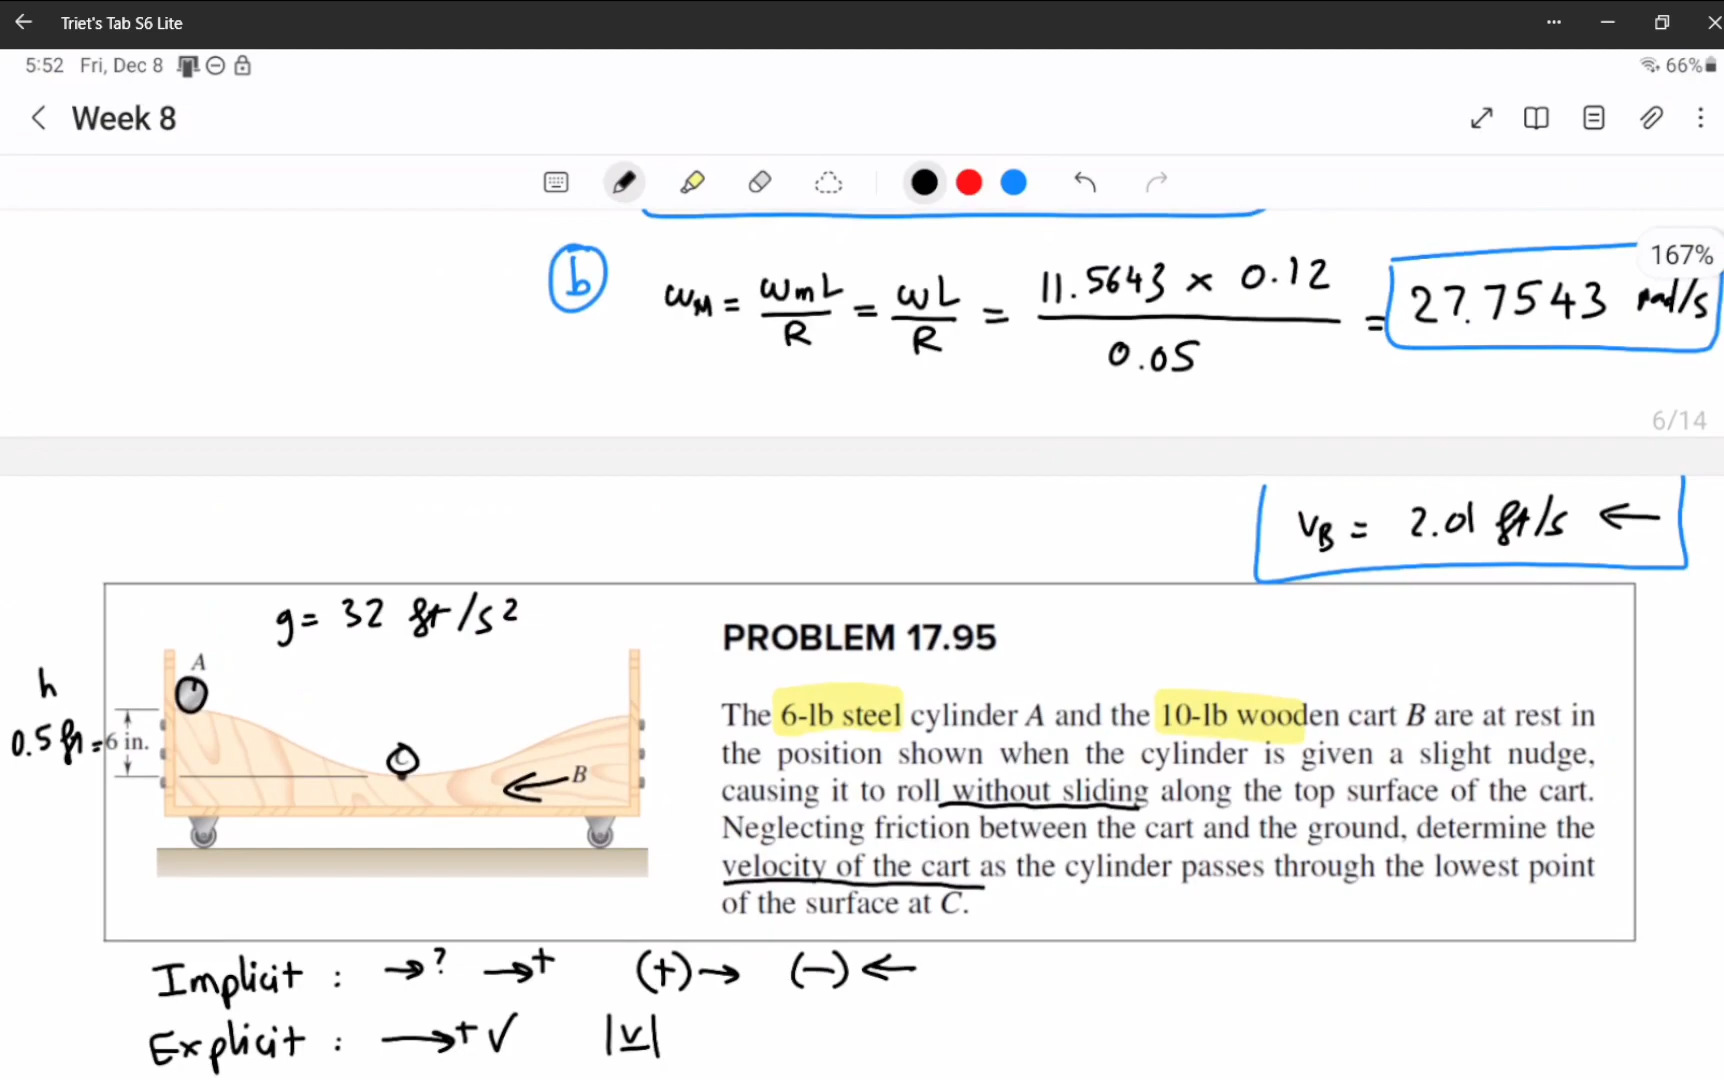 Triet's Tab S6 Lite
5:52 Fri, Dec 8
66%
Week 8
167%
b
ωM = ωmL / R = ωL / R = 11.5643 × 0.12 / 0.05 = 27.7543 rad/s
6/14
vB = 2.01 ft/s ←
g = 32 ft/s²
PROBLEM 17.95
A
h
0.5 ft = 6 in.
C
B
The 6-lb steel cylinder A and the 10-lb wooden cart B are at rest in
the position shown when the cylinder is given a slight nudge,
causing it to roll without sliding along the top surface of the cart.
Neglecting friction between the cart and the ground, determine the
velocity of the cart as the cylinder passes through the lowest point
of the surface at C.
Implicit : →? →+ (+)→ (−)←
Explicit : →+ ✓ |v|